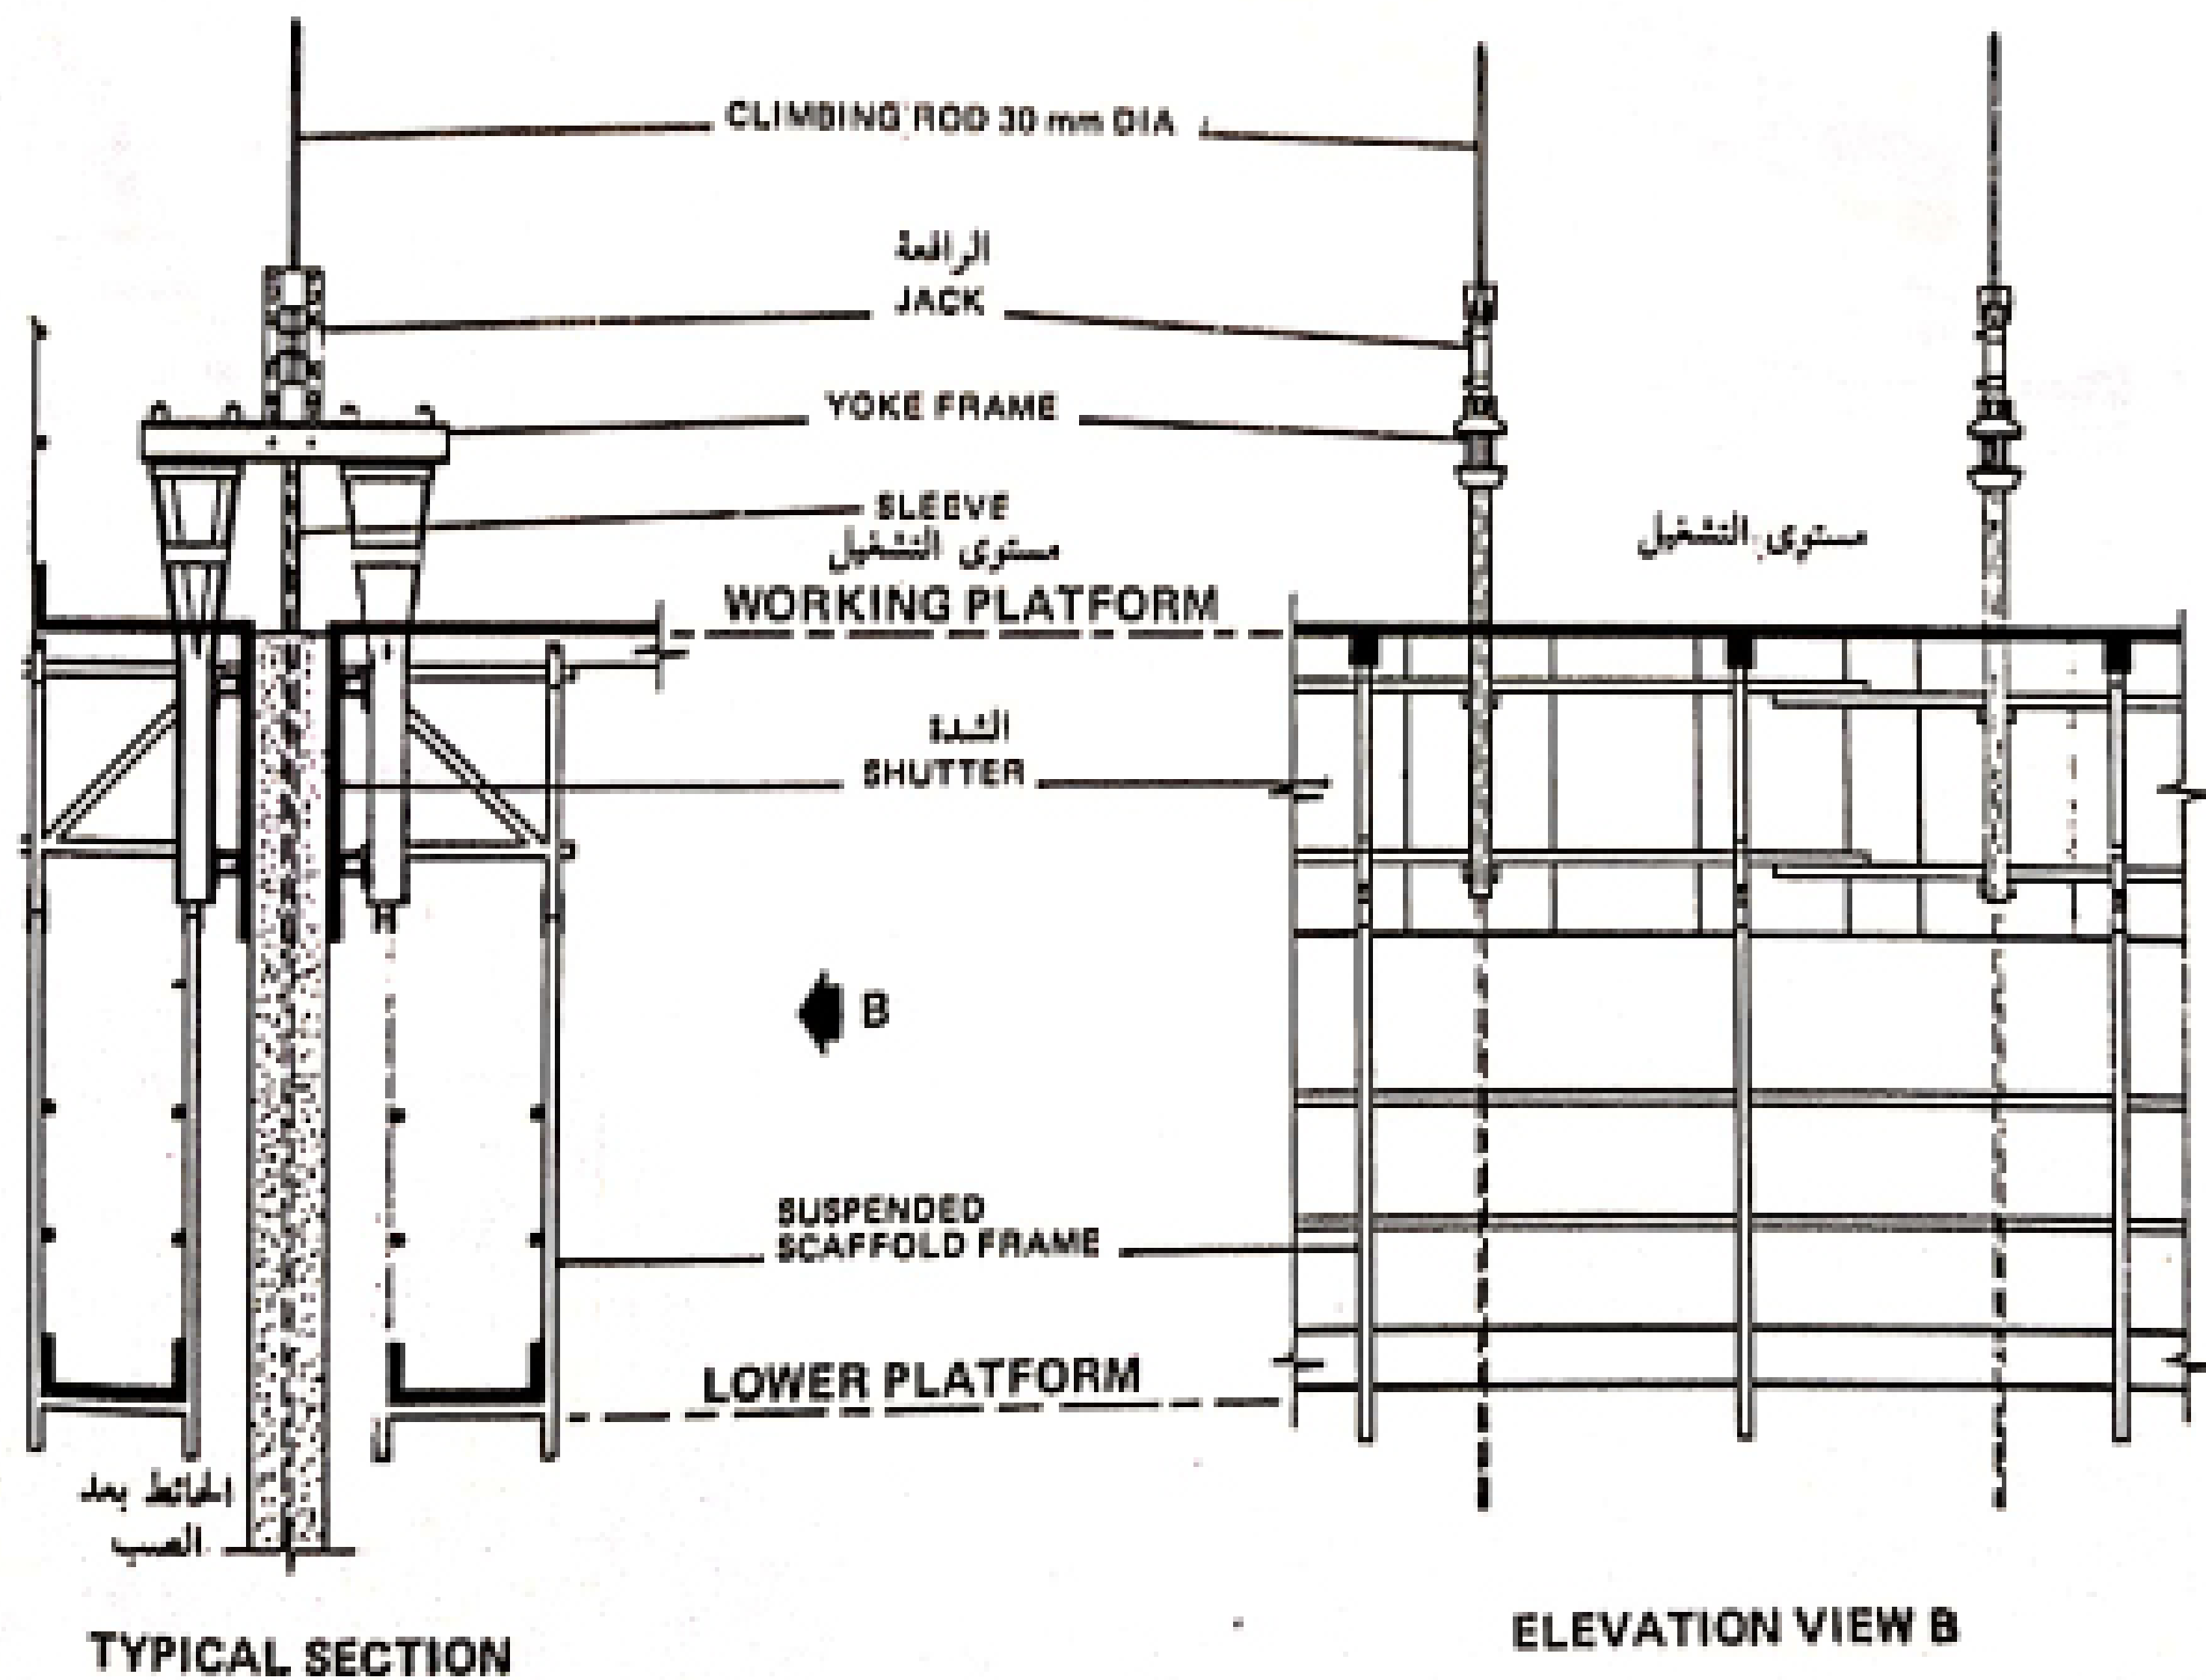 CLIMBING ROD 30 mm DIA
الرافعة
JACK
YOKE FRAME
SLEEVE
مستوى التشغيل
WORKING PLATFORM
مستوى التشغيل
الشدة
SHUTTER
B
SUSPENDED
SCAFFOLD FRAME
LOWER PLATFORM
الحائط بعد
الصب
TYPICAL SECTION
ELEVATION VIEW B